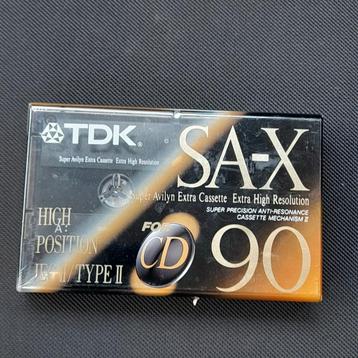 TDK
SA-X
Super Avilyn Extra Cassette Extra High Resolution
Super Avilyn Extra Cassette Extra High Resolution
SUPER PRECISION ANTI-RESONANCE
CASSETTE MECHANISM II
HIGH
A:
POSITION
/TYPE II
FOR
CD
90